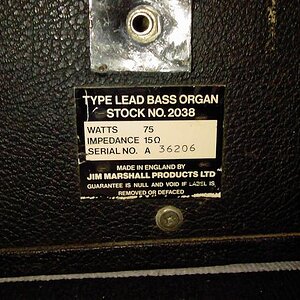 TYPE LEAD BASS ORGAN
STOCK NO. 2038
WATTS 75
IMPEDANCE 15Ω
SERIAL NO. A 36206
MADE IN ENGLAND BY
JIM MARSHALL PRODUCTS LTD
GUARANTEE IS NULL AND VOID IF LABEL IS
REMOVED OR DEFACED